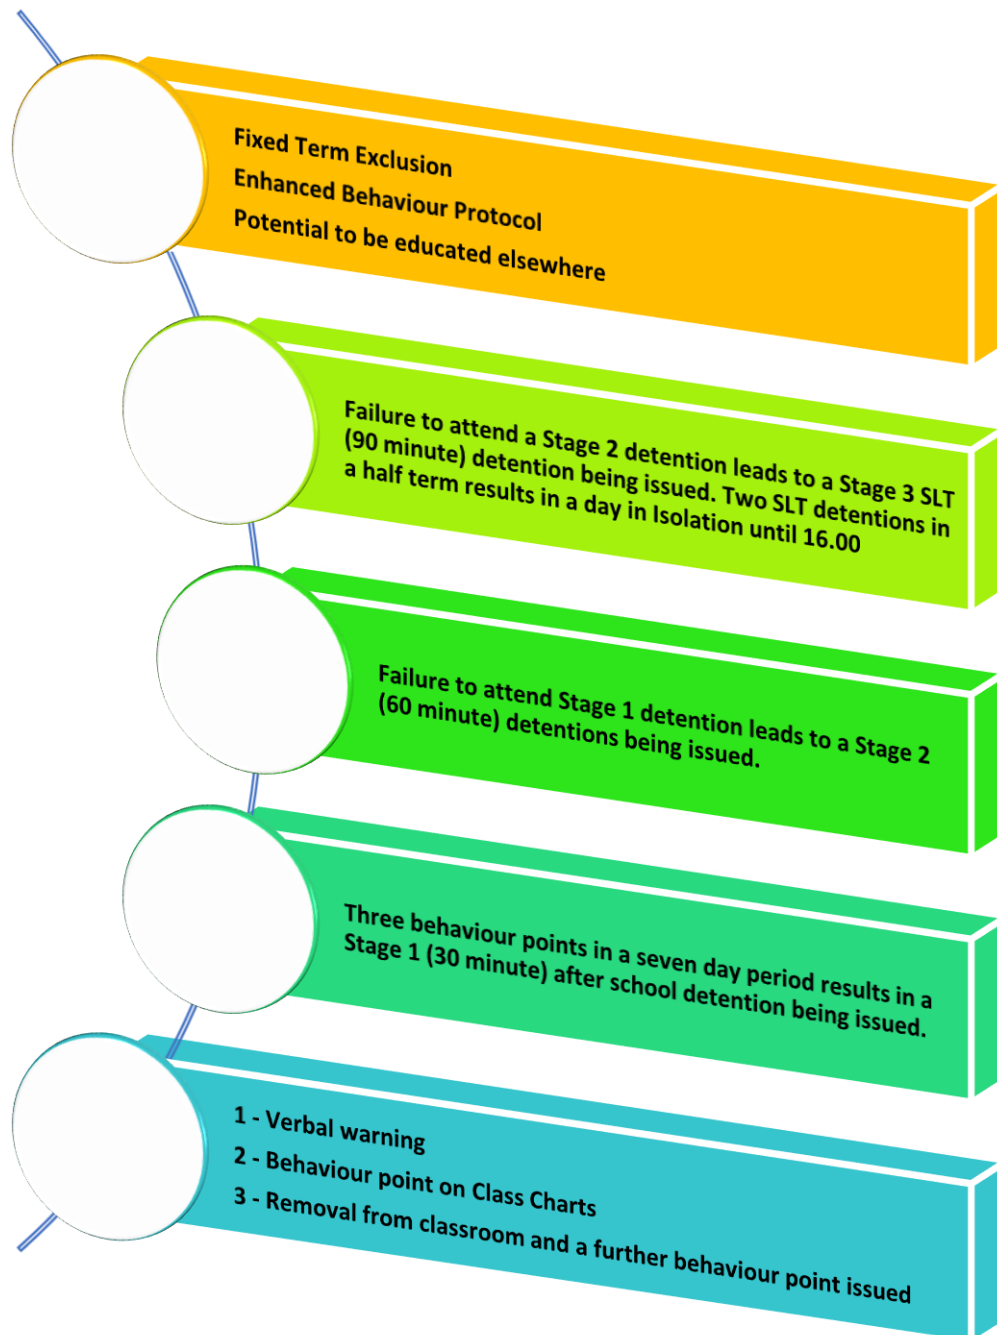 Fixed Term Exclusion
Enhanced Behaviour Protocol
Potential to be educated elsewhere
Failure to attend a Stage 2 detention leads to a Stage 3 SLT
(90 minute) detention being issued. Two SLT detentions in
a half term results in a day in Isolation until 16.00
Failure to attend Stage 1 detention leads to a Stage 2
(60 minute) detentions being issued.
Three behaviour points in a seven day period results in a
Stage 1 (30 minute) after school detention being issued.
1 - Verbal warning
2 - Behaviour point on Class Charts
3 - Removal from classroom and a further behaviour point issued